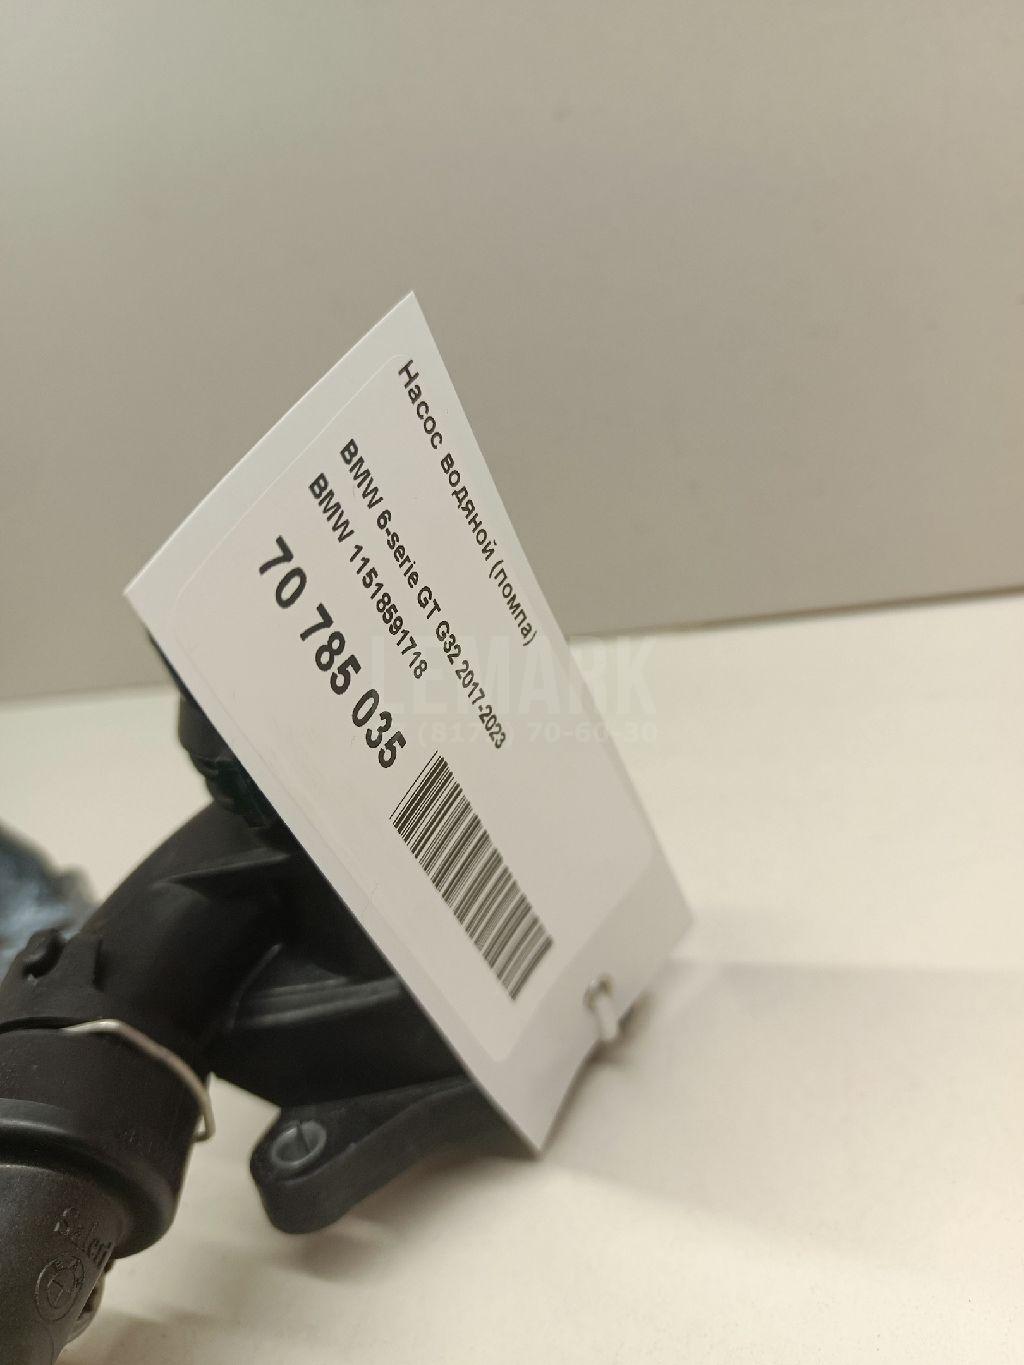 Насос водяной (помпа)
BMW 6-serie GT G32 2017-2023
BMW 11518591718
70 785 035
LEMARK
70-60-30
Saleri